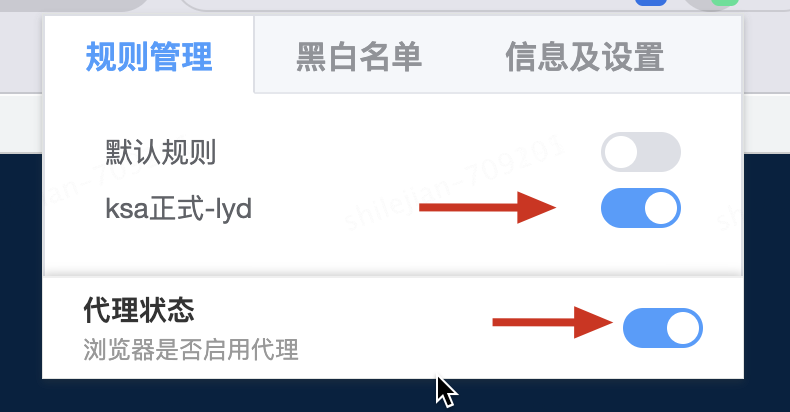 规则管理 黑白名单 信息及设置
默认规则
ksa正式-lyd
代理状态
浏览器是否启用代理